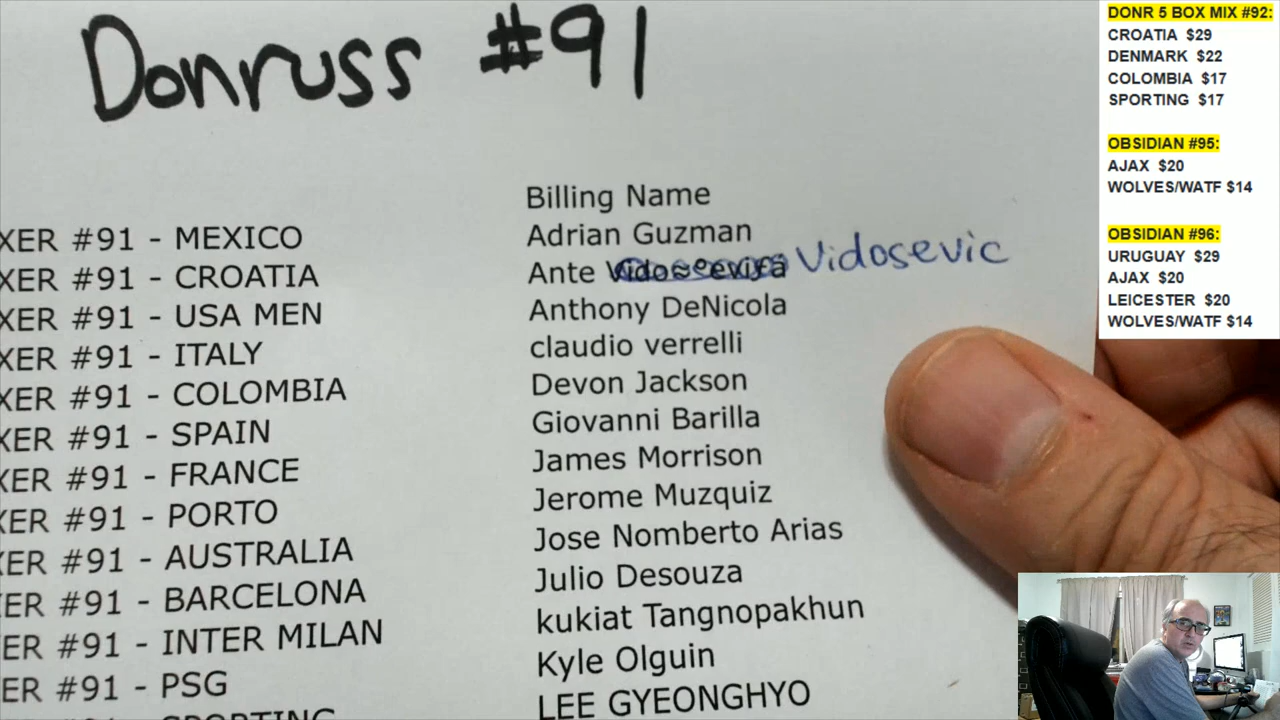 Donruss #91
Billing Name
XER #91 - MEXICO Adrian Guzman
XER #91 - CROATIA Ante Vidosevic
XER #91 - USA MEN Anthony DeNicola
XER #91 - ITALY claudio verrelli
XER #91 - COLOMBIA Devon Jackson
XER #91 - SPAIN Giovanni Barilla
XER #91 - FRANCE James Morrison
XER #91 - PORTO Jerome Muzquiz
XER #91 - AUSTRALIA Jose Nomberto Arias
XER #91 - BARCELONA Julio Desouza
ER #91 - INTER MILAN kukiat Tangnopakhun
ER #91 - PSG Kyle Olguin
SPORTING LEE GYEONGHYO
DONR 5 BOX MIX #92:
CROATIA $29
DENMARK $22
COLOMBIA $17
SPORTING $17
OBSIDIAN #95:
AJAX $20
WOLVES/WATF $14
OBSIDIAN #96:
URUGUAY $29
AJAX $20
LEICESTER $20
WOLVES/WATF $14